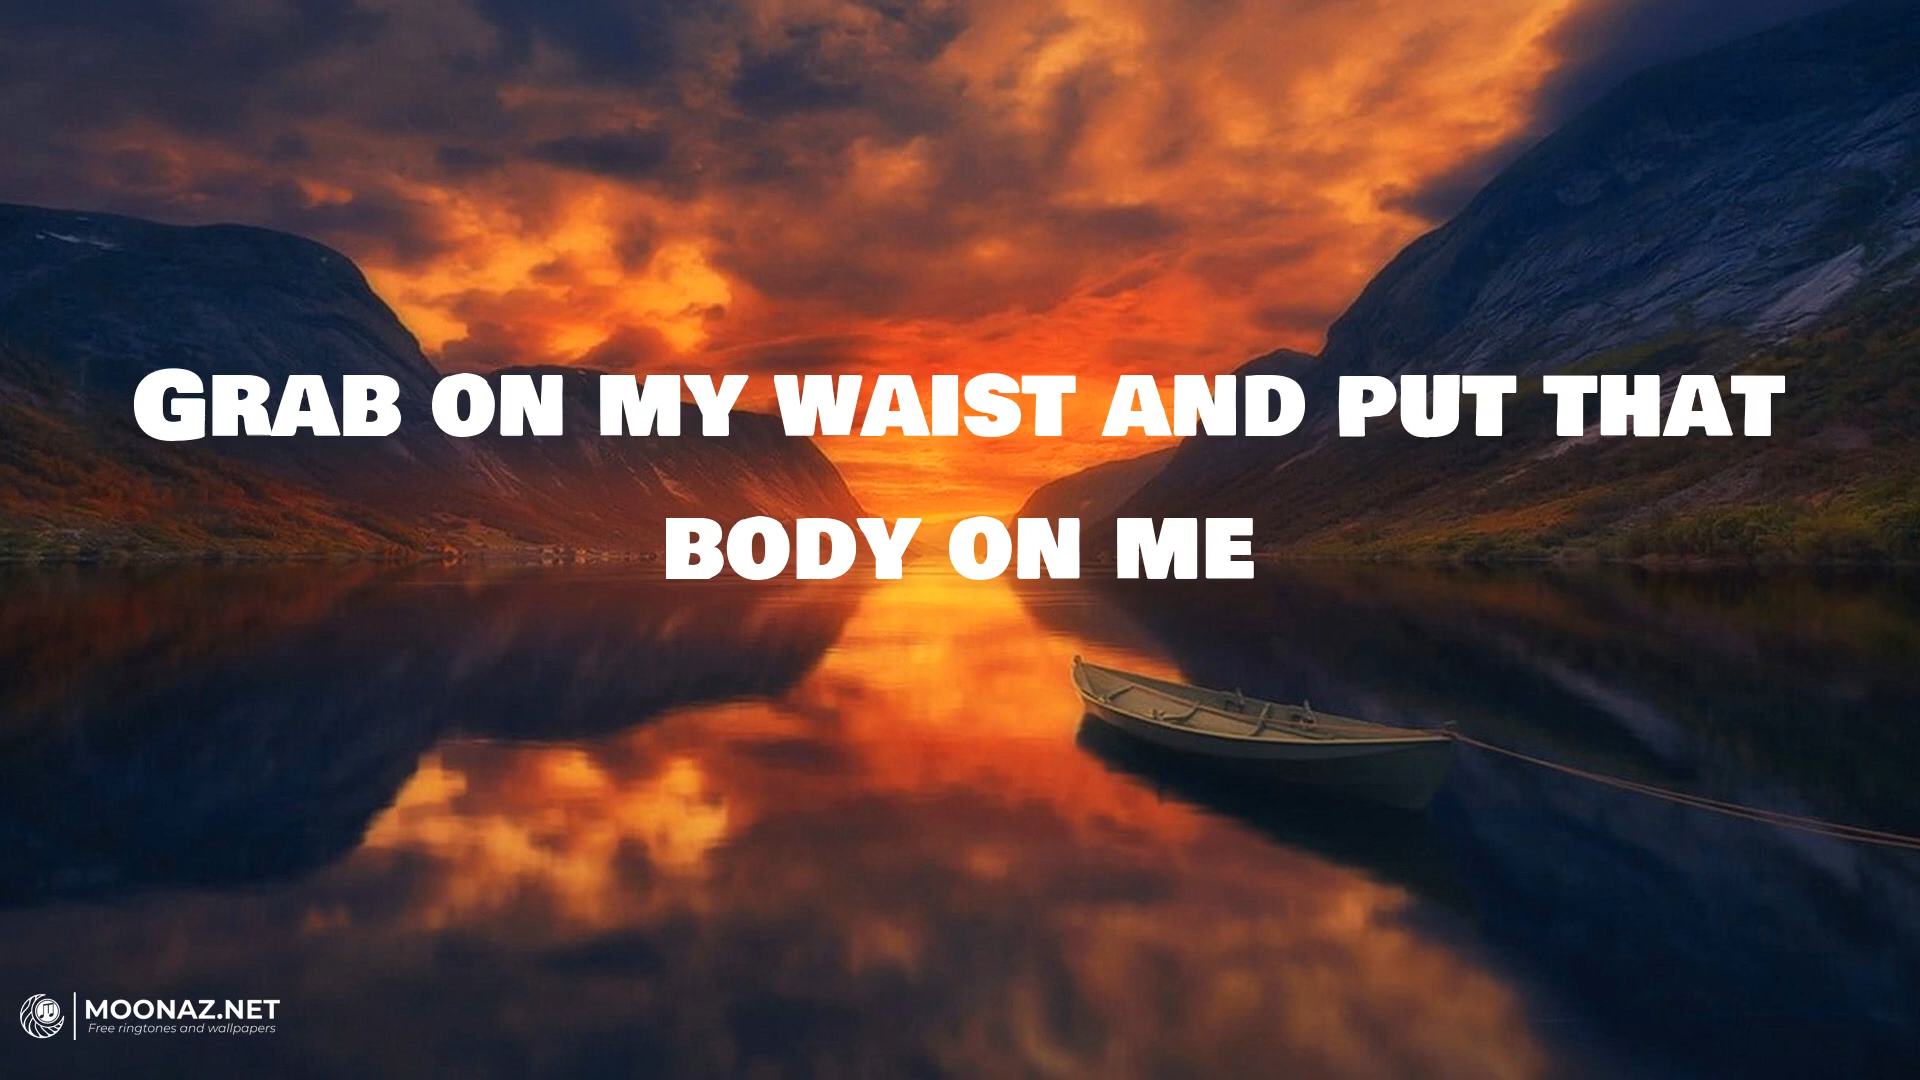 Grab on my waist and put that
body on me
MOONAZ.NET
Free ringtones and wallpapers